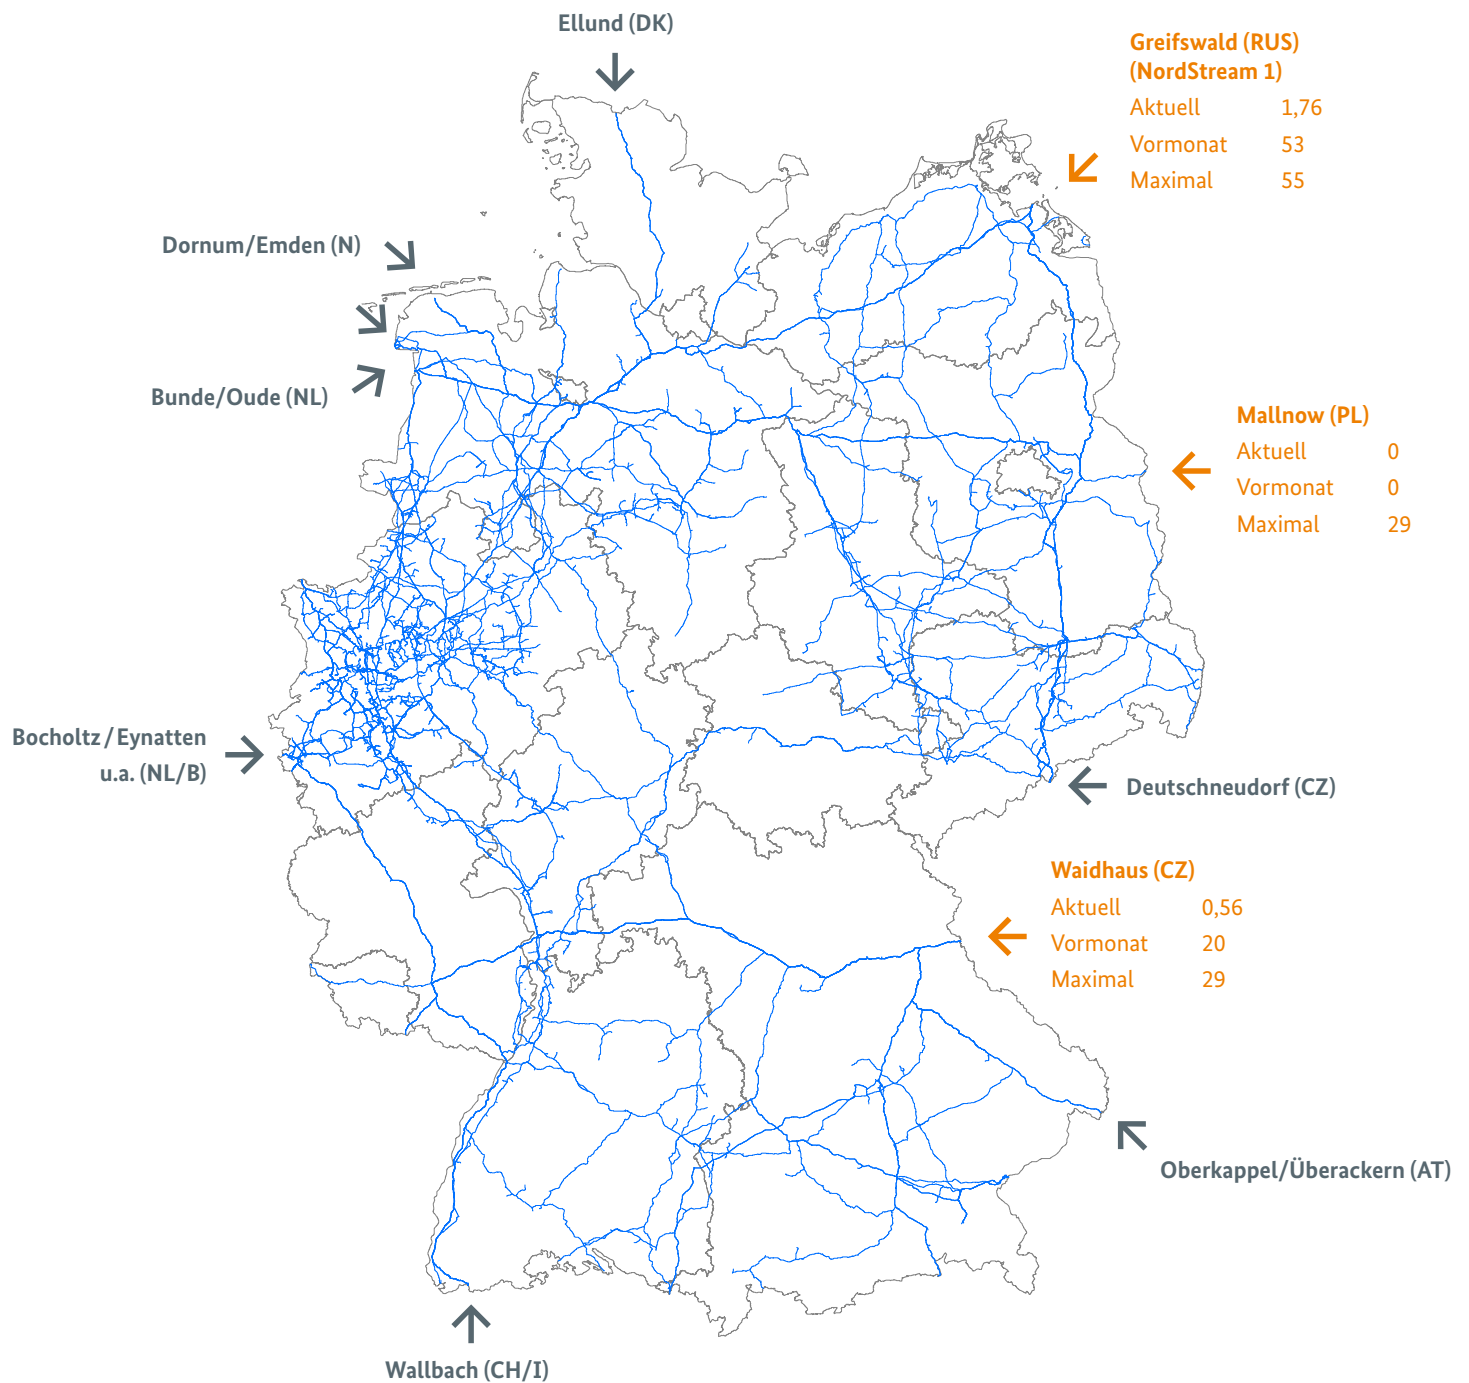 Ellund (DK)
Greifswald (RUS)
(NordStream 1)
Aktuell 1,76
Vormonat 53
Maximal 55
Dornum/Emden (N)
Bunde/Oude (NL)
Mallnow (PL)
Aktuell 0
Vormonat 0
Maximal 29
Bocholtz / Eynatten
u.a. (NL/B)
Deutschneudorf (CZ)
Waidhaus (CZ)
Aktuell 0,56
Vormonat 20
Maximal 29
Oberkappel/Überackern (AT)
Wallbach (CH/I)